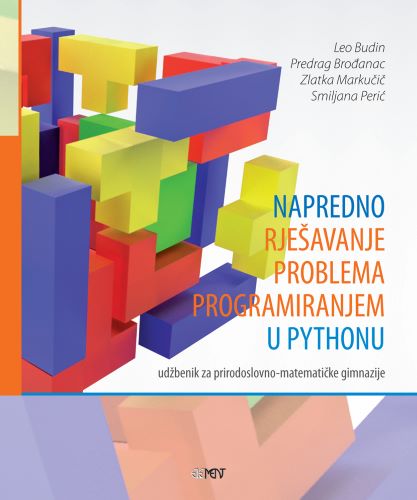 Leo Budin
Predrag Brođanac
Zlatka Markučič
Smiljana Perić
NAPREDNO
RJEŠAVANJE
PROBLEMA
PROGRAMIRANJEM
U PYTHONU
udžbenik za prirodoslovno-matematičke gimnazije
eleMENT